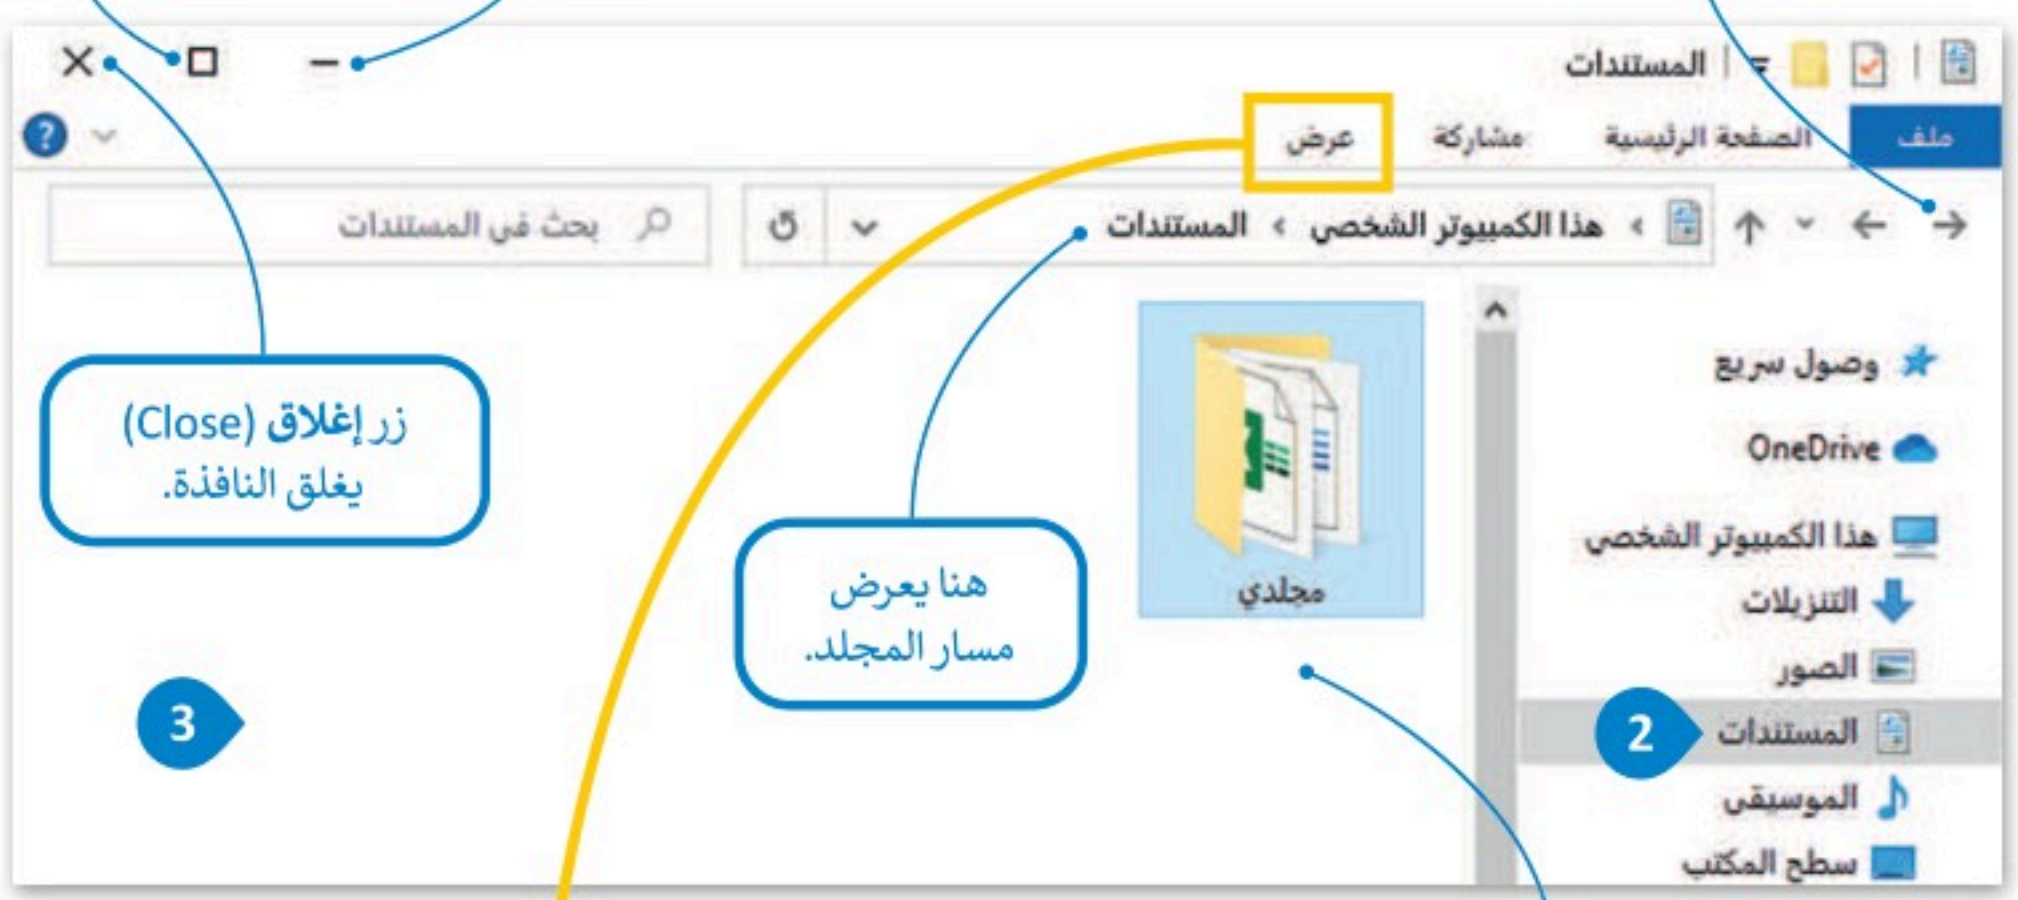 المستندات
ملف
الصفحة الرئيسية
مشاركة
عرض
هذا الكمبيوتر الشخصي › المستندات
بحث في المستندات
وصول سريع
OneDrive
هذا الكمبيوتر الشخصي
التنزيلات
الصور
المستندات
2
الموسيقى
سطح المكتب
مجلدي
هنا يعرض
مسار المجلد.
زر إغلاق (Close)
يغلق النافذة.
3